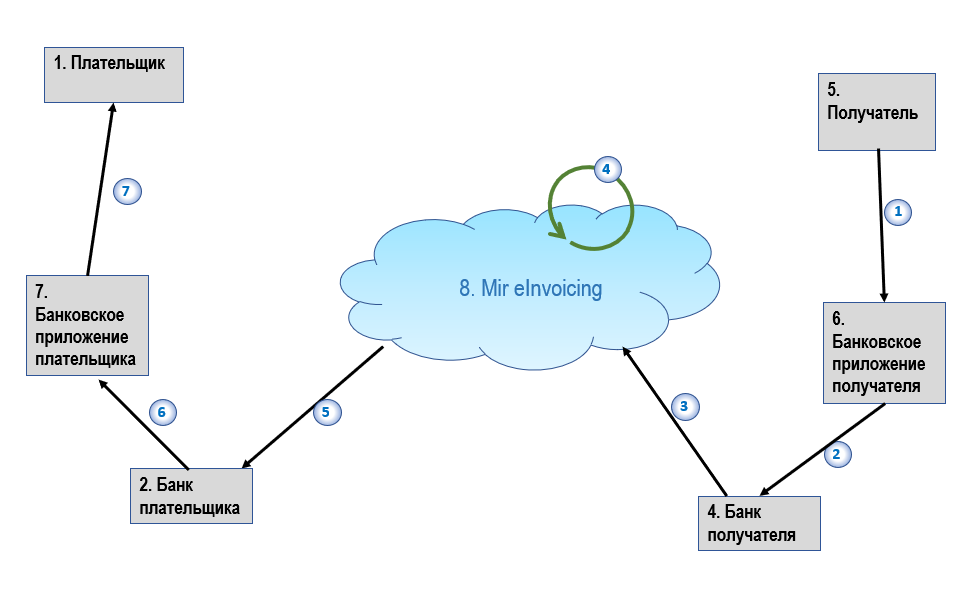 1. Плательщик
5.
Получатель
4
7
1
8. Mir eInvoicing
7.
Банковское
приложение
плательщика
6.
Банковское
приложение
получателя
6
5
3
2
2. Банк
плательщика
4. Банк
получателя